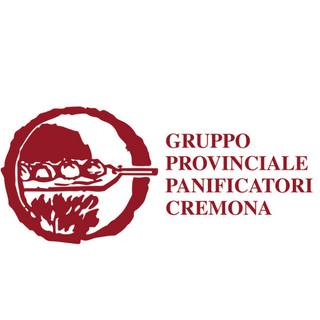 GRUPPO
PROVINCIALE
PANIFICATORI
CREMONA